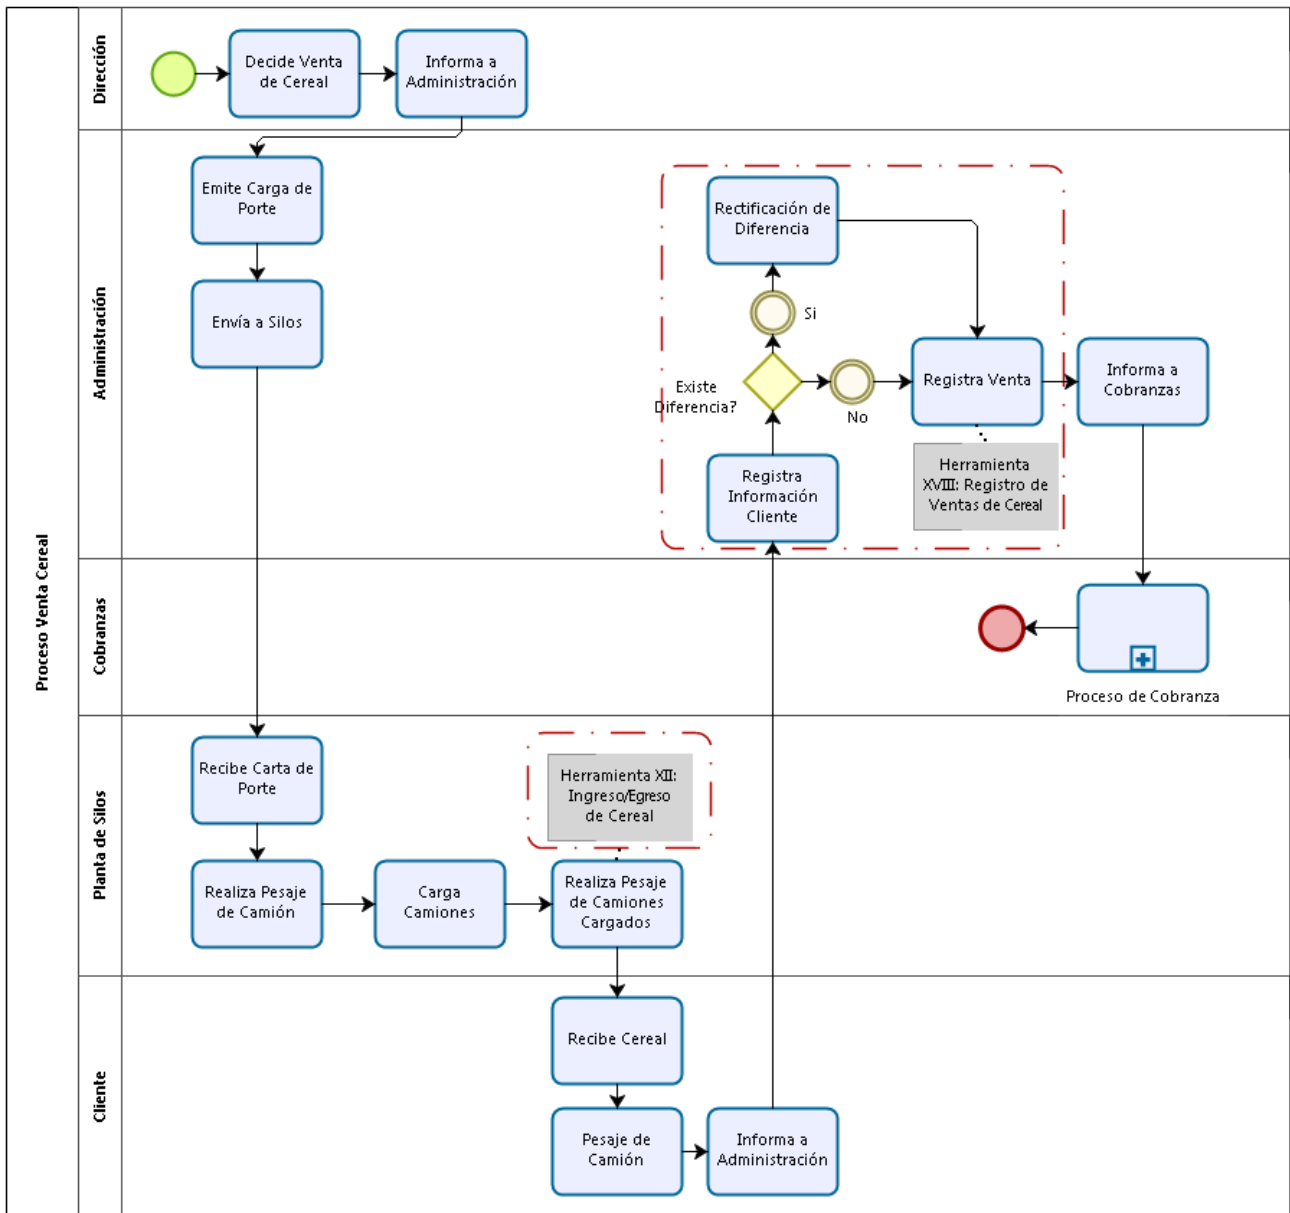 Proceso Venta Cereal
Dirección
Decide Venta
de Cereal
Informa a
Administración
Administración
Emite Carga de
Porte
Envía a Silos
Rectificación de
Diferencia
Si
Existe
Diferencia?
No
Registra Venta
Informa a
Cobranzas
Registra
Información
Cliente
Herramienta
XVIII: Registro de
Ventas de Cereal
Cobranzas
Proceso de Cobranza
Planta de Silos
Recibe Carta de
Porte
Herramienta XII:
Ingreso/Egreso
de Cereal
Realiza Pesaje
de Camión
Carga
Camiones
Realiza Pesaje
de Camiones
Cargados
Cliente
Recibe Cereal
Pesaje de
Camión
Informa a
Administración